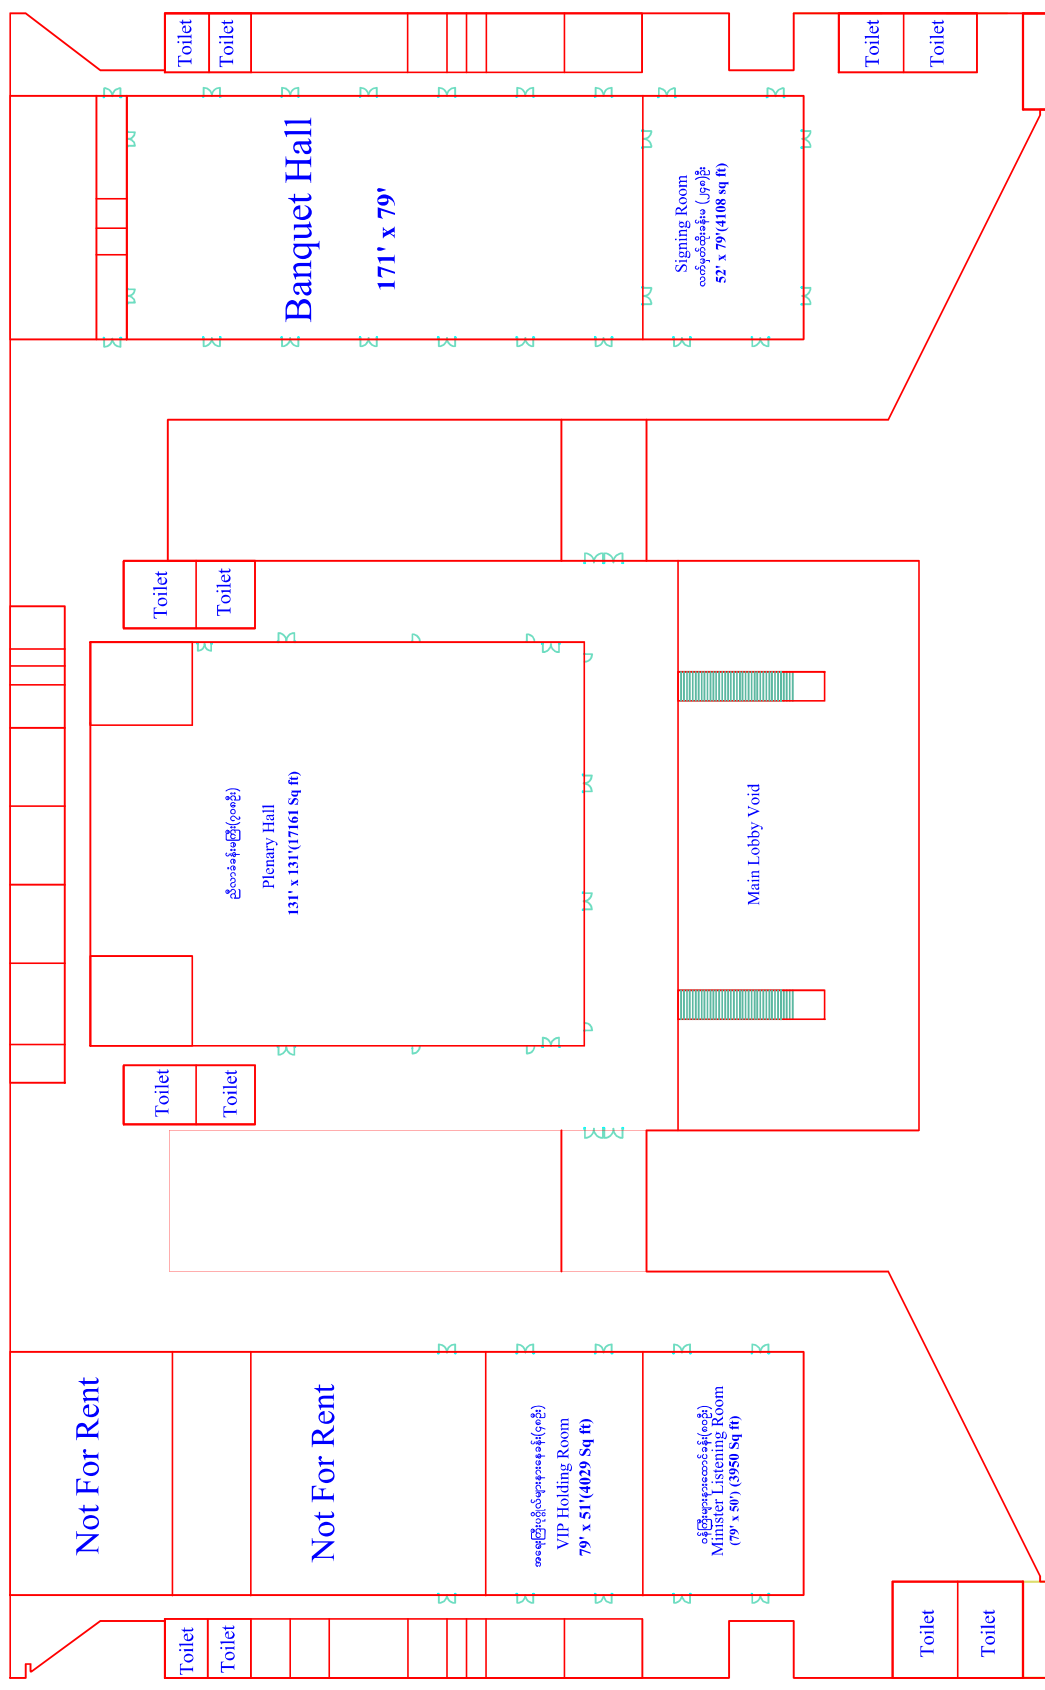 Toilet
Toilet
Toilet
Toilet
Banquet Hall
171' x 79'
Signing Room
52' x 79'(4108 sq ft)
Toilet
Toilet
Plenary Hall
131' x 131'(17161 Sq ft)
Main Lobby Void
Toilet
Toilet
Not For Rent
Not For Rent
VIP Holding Room
79' x 51'(4029 Sq ft)
Minister Listening Room
(79' x 50') (3950 Sq ft)
Toilet
Toilet
Toilet
Toilet